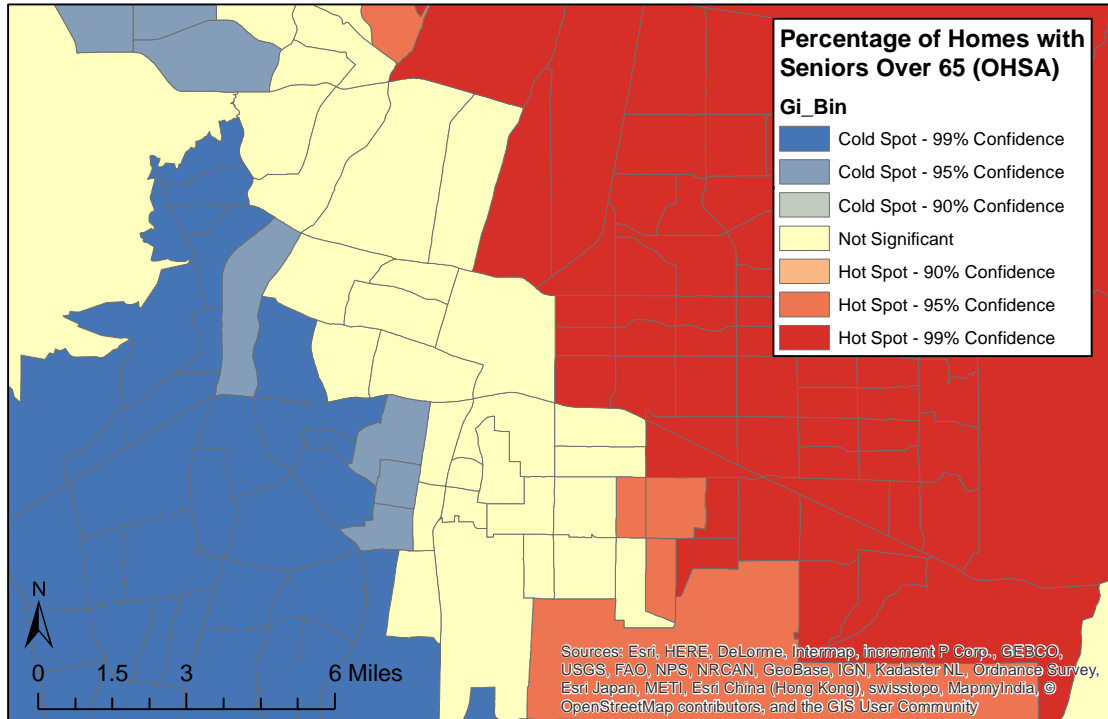 Percentage of Homes with
Seniors Over 65 (OHSA)
Gi_Bin
Cold Spot - 99% Confidence
Cold Spot - 95% Confidence
Cold Spot - 90% Confidence
Not Significant
Hot Spot - 90% Confidence
Hot Spot - 95% Confidence
Hot Spot - 99% Confidence
N
0 1.5 3 6 Miles
Sources: Esri, HERE, DeLorme, Intermap, increment P Corp., GEBCO,
USGS, FAO, NPS, NRCAN, GeoBase, IGN, Kadaster NL, Ordnance Survey,
Esri Japan, METI, Esri China (Hong Kong), swisstopo, MapmyIndia, ©
OpenStreetMap contributors, and the GIS User Community